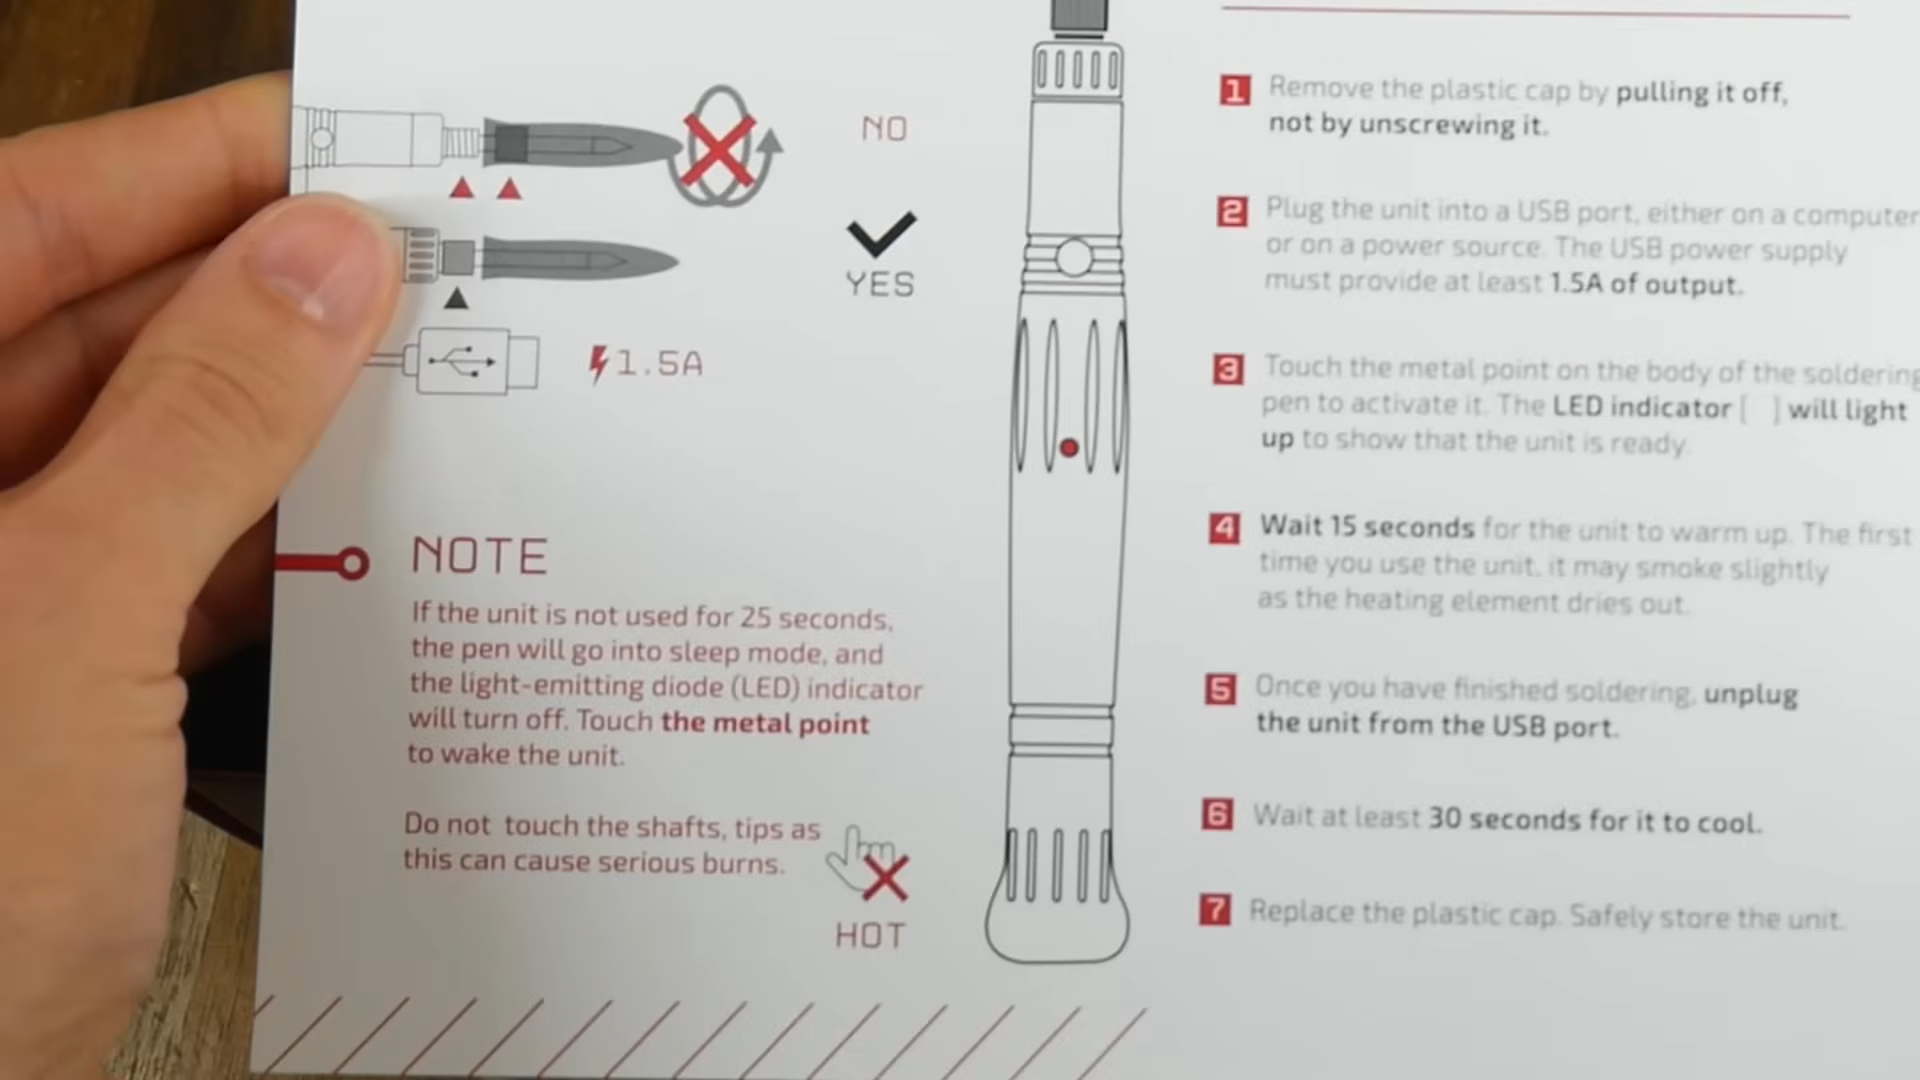 NO
YES
1.5A
NOTE
If the unit is not used for 25 seconds,
the pen will go into sleep mode, and
the light-emitting diode (LED) indicator
will turn off. Touch the metal point
to wake the unit.
Do not touch the shafts, tips as
this can cause serious burns.
HOT
1 Remove the plastic cap by pulling it off,
not by unscrewing it.
2 Plug the unit into a USB port, either on a computer
or on a power source. The USB power supply
must provide at least 1.5A of output.
3 Touch the metal point on the body of the soldering
pen to activate it. The LED indicator [ ] will light
up to show that the unit is ready.
4 Wait 15 seconds for the unit to warm up. The first
time you use the unit, it may smoke slightly
as the heating element dries out.
5 Once you have finished soldering, unplug
the unit from the USB port.
6 Wait at least 30 seconds for it to cool.
7 Replace the plastic cap. Safely store the unit.